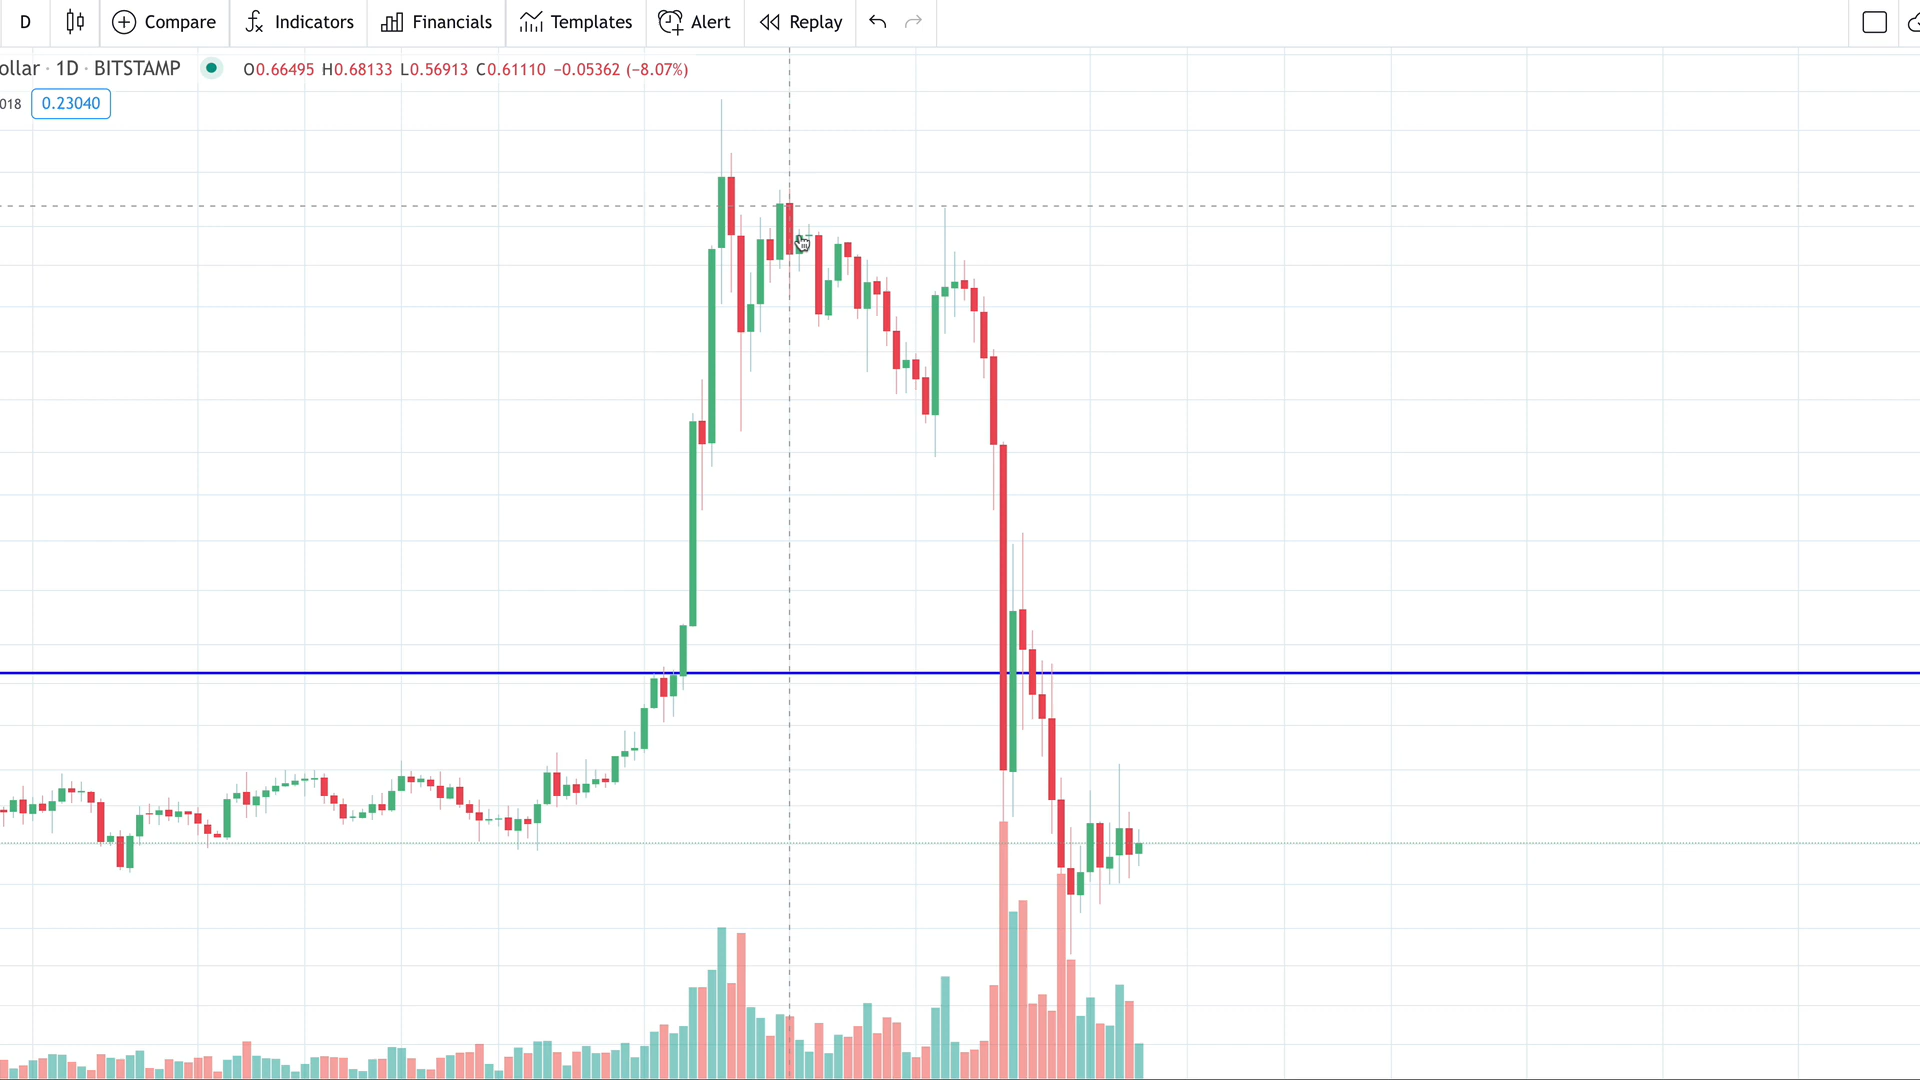 D Compare Indicators Financials Templates Alert Replay
ollar · 1D · BITSTAMP O0.66495 H0.68133 L0.56913 C0.61110 −0.05362 (−8.07%)
018 0.23040